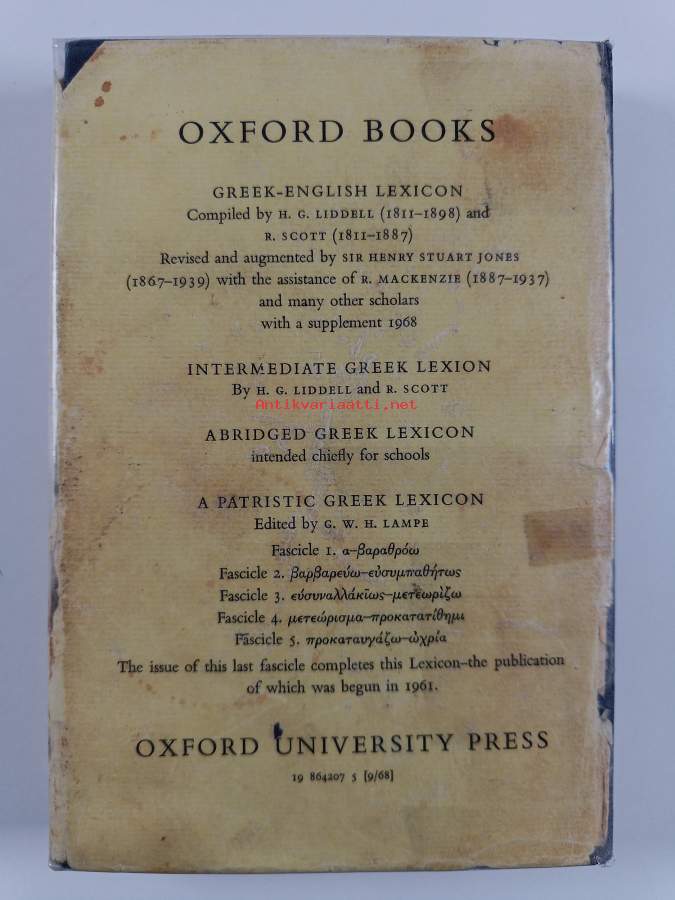 OXFORD BOOKS
GREEK-ENGLISH LEXICON
Compiled by H. G. LIDDELL (1811–1898) and
R. SCOTT (1811–1887)
Revised and augmented by SIR HENRY STUART JONES
(1867–1939) with the assistance of R. MACKENZIE (1887–1937)
and many other scholars
with a supplement 1968
INTERMEDIATE GREEK LEXION
By H. G. LIDDELL and R. SCOTT
Antikvariaatti.net
ABRIDGED GREEK LEXICON
intended chiefly for schools
A PATRISTIC GREEK LEXICON
Edited by G. W. H. LAMPE
Fascicle 1. α–βαραθρόω
Fascicle 2. βαρβαρεύω–εὐσυμπαθήτως
Fascicle 3. εὐσυναλλάκτως–μετεωρίζω
Fascicle 4. μετεώρισμα–προκατατίθημι
Fascicle 5. προκαταυγάζω–ὠχρία
The issue of this last fascicle completes this Lexicon–the publication
of which was begun in 1961.
OXFORD UNIVERSITY PRESS
19 864207 5 [9/68]